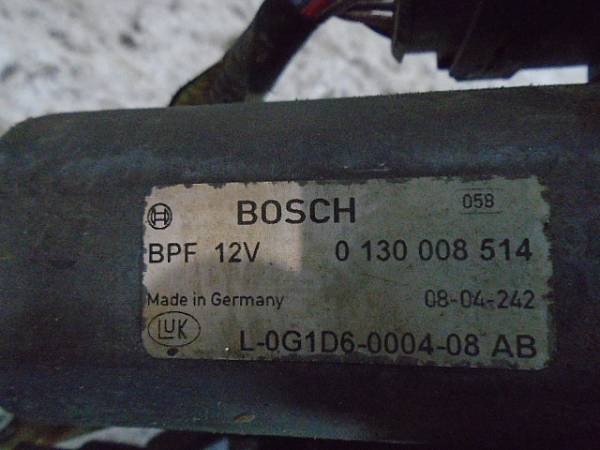 BOSCH 058
BPF 12V 0 130 008 514
Made in Germany 08-04-242
LUK L-0G1D6-0004-08 AB